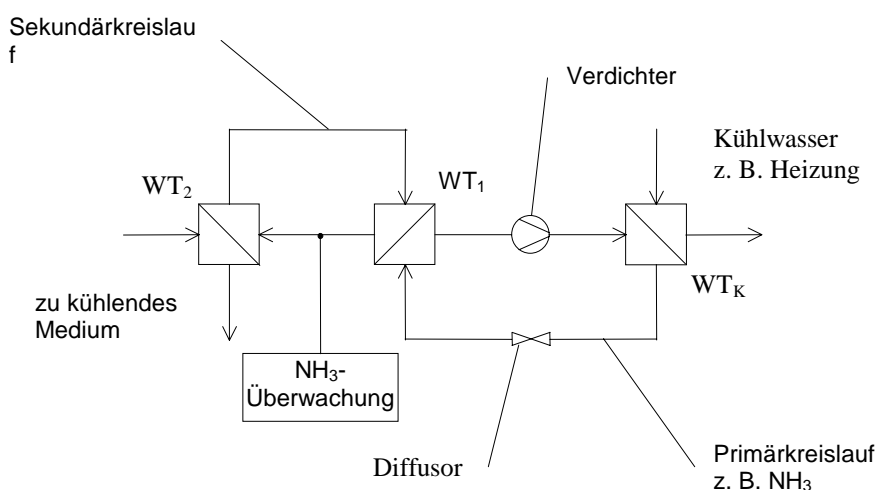 Sekundärkreislau
f
Verdichter
Kühlwasser
z. B. Heizung
WT₂
WT₁
WTK
zu kühlendes
Medium
NH₃-
Überwachung
Diffusor
Primärkreislauf
z. B. NH₃